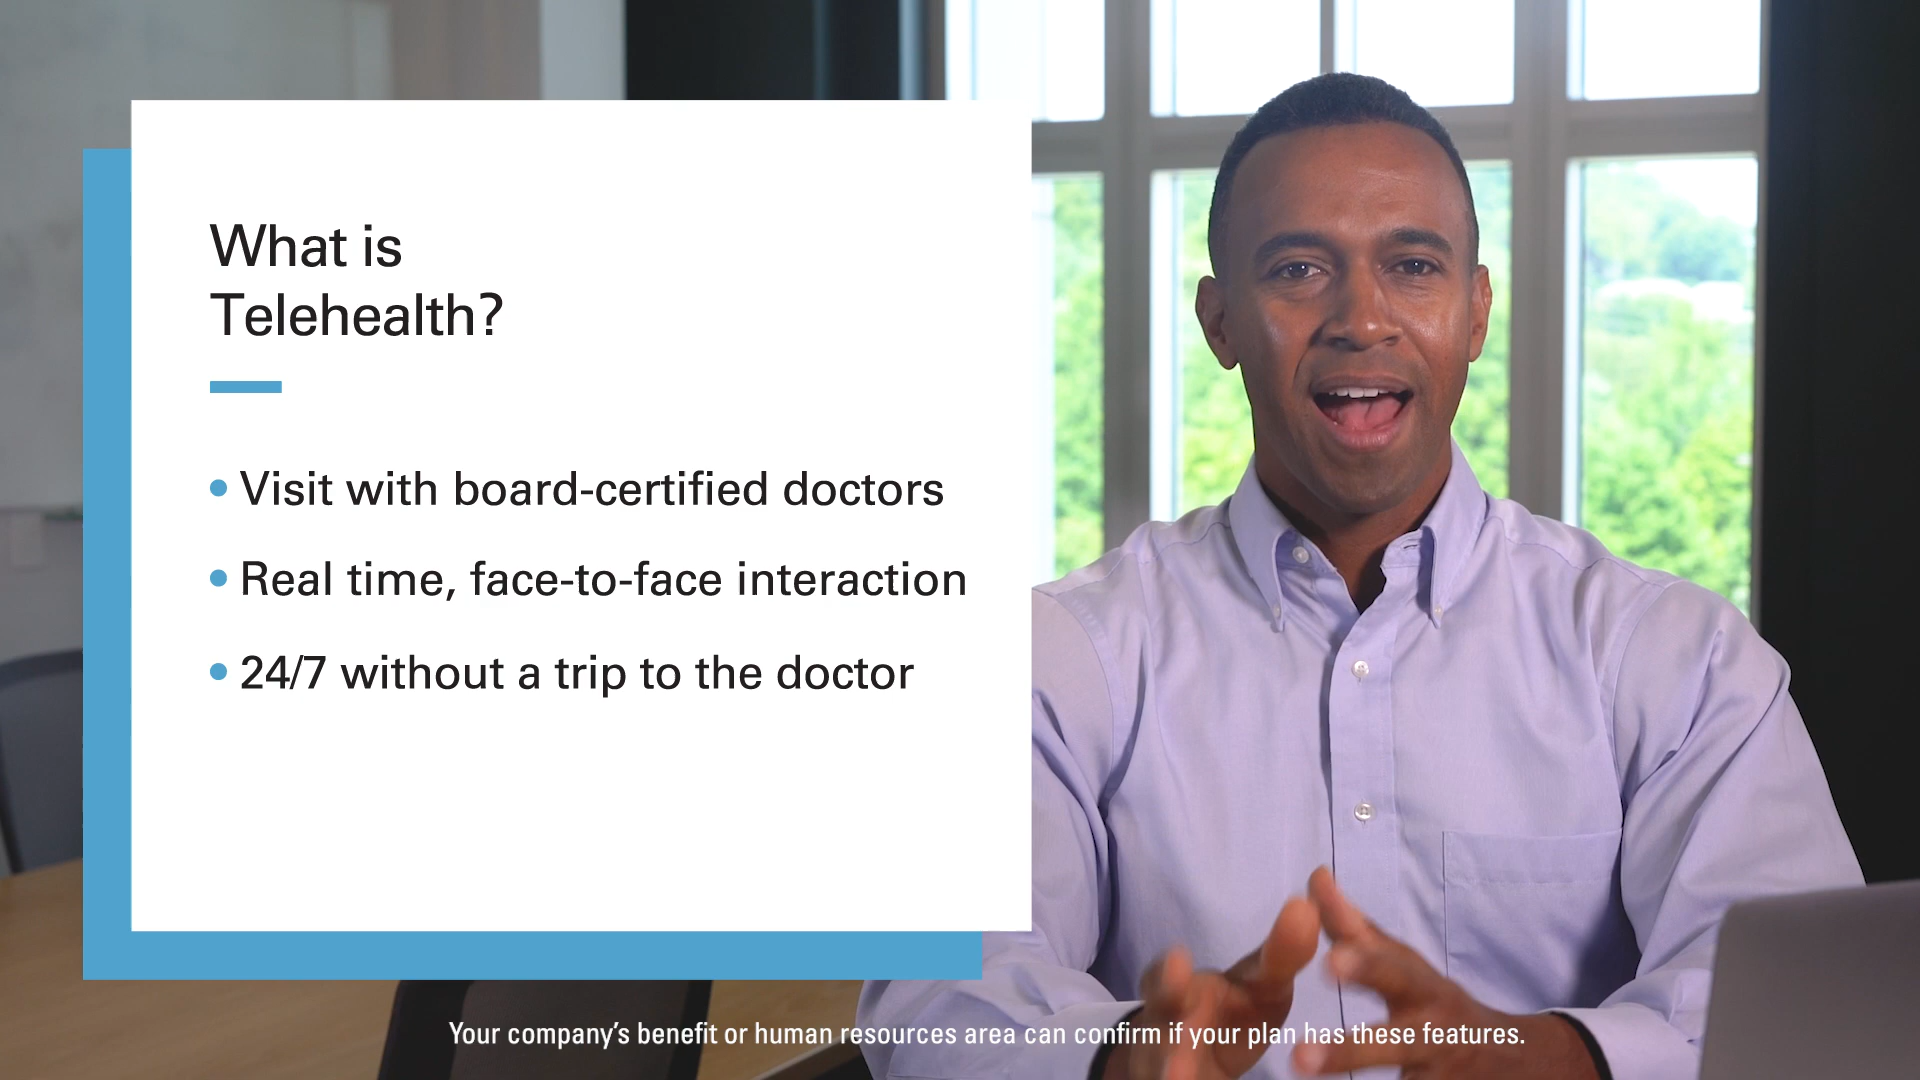 What is
Telehealth?
• Visit with board-certified doctors
• Real time, face-to-face interaction
• 24/7 without a trip to the doctor
Your company’s benefit or human resources area can confirm if your plan has these features.